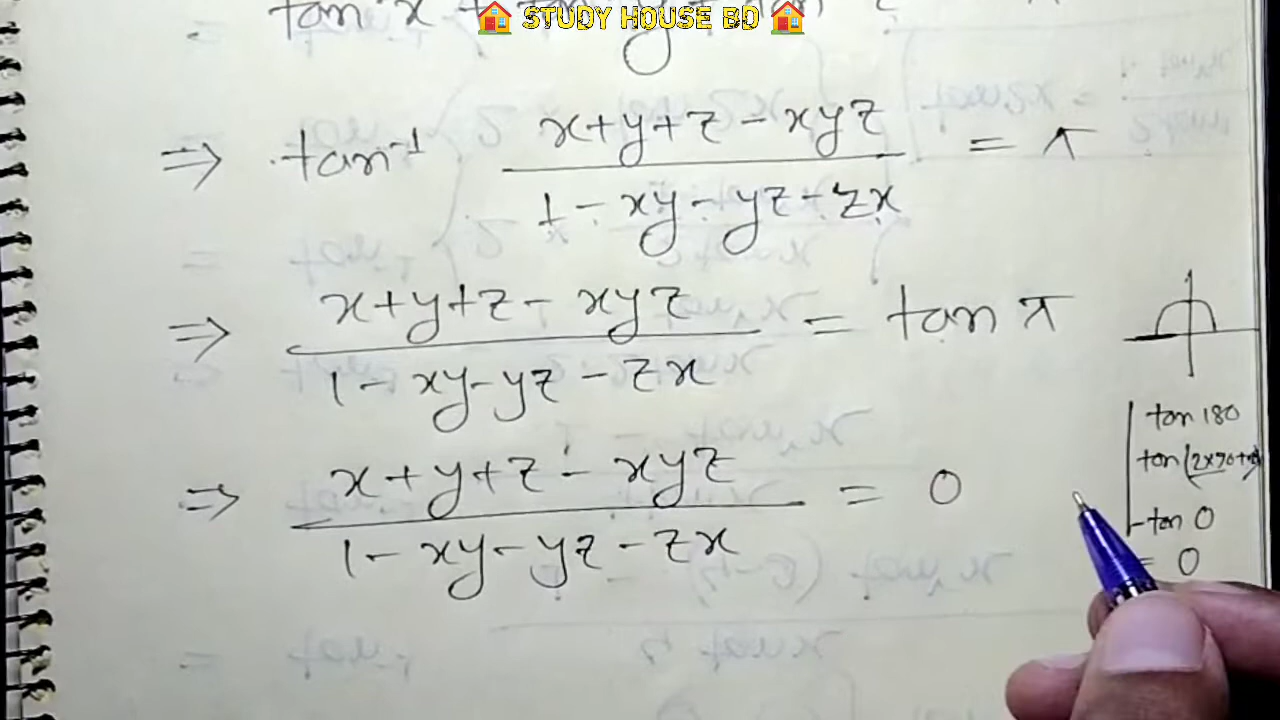 🏠 STUDY HOUSE BD 🏠
tan x + y
⇒ tan⁻¹ (x+y+z-xyz)/(1-xy-yz-zx) = π
⇒ (x+y+z-xyz)/(1-xy-yz-zx) = tan π
⇒ (x+y+z-xyz)/(1-xy-yz-zx) = 0
tan 180
tan(2×90+
-tan 0
= 0